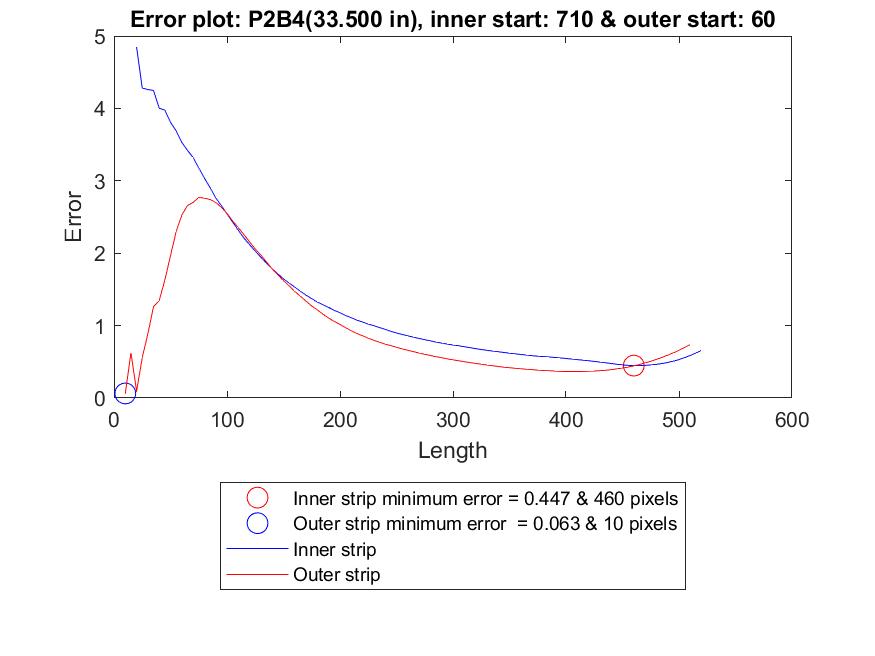 Error plot: P2B4(33.500 in), inner start: 710 & outer start: 60
5
4
3
2
1
0
Error
0 100 200 300 400 500 600
Length
Inner strip minimum error = 0.447 & 460 pixels
Outer strip minimum error  = 0.063 & 10 pixels
Inner strip
Outer strip